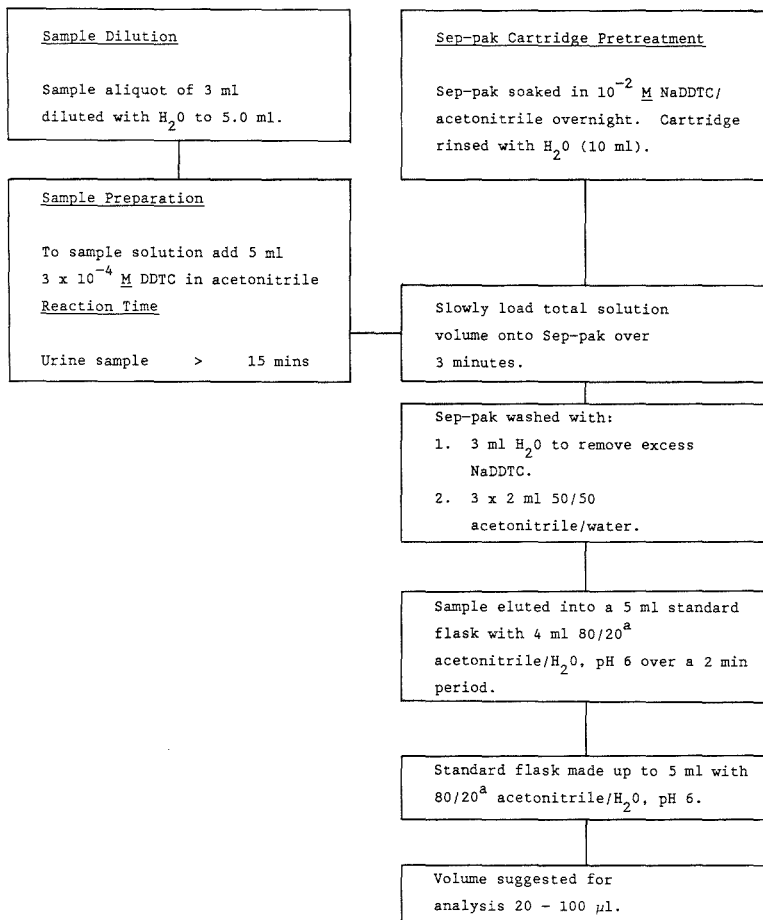 Sample Dilution
Sample aliquot of 3 ml
diluted with H₂O to 5.0 ml.
Sample Preparation
To sample solution add 5 ml
3 x 10⁻⁴ M DDTC in acetonitrile
Reaction Time
Urine sample > 15 mins
Sep-pak Cartridge Pretreatment
Sep-pak soaked in 10⁻² M NaDDTC/
acetonitrile overnight. Cartridge
rinsed with H₂O (10 ml).
Slowly load total solution
volume onto Sep-pak over
3 minutes.
Sep-pak washed with:
1. 3 ml H₂O to remove excess
NaDDTC.
2. 3 x 2 ml 50/50
acetonitrile/water.
Sample eluted into a 5 ml standard
flask with 4 ml 80/20ᵃ
acetonitrile/H₂O, pH 6 over a 2 min
period.
Standard flask made up to 5 ml with
80/20ᵃ acetonitrile/H₂O, pH 6.
Volume suggested for
analysis 20 - 100 μl.